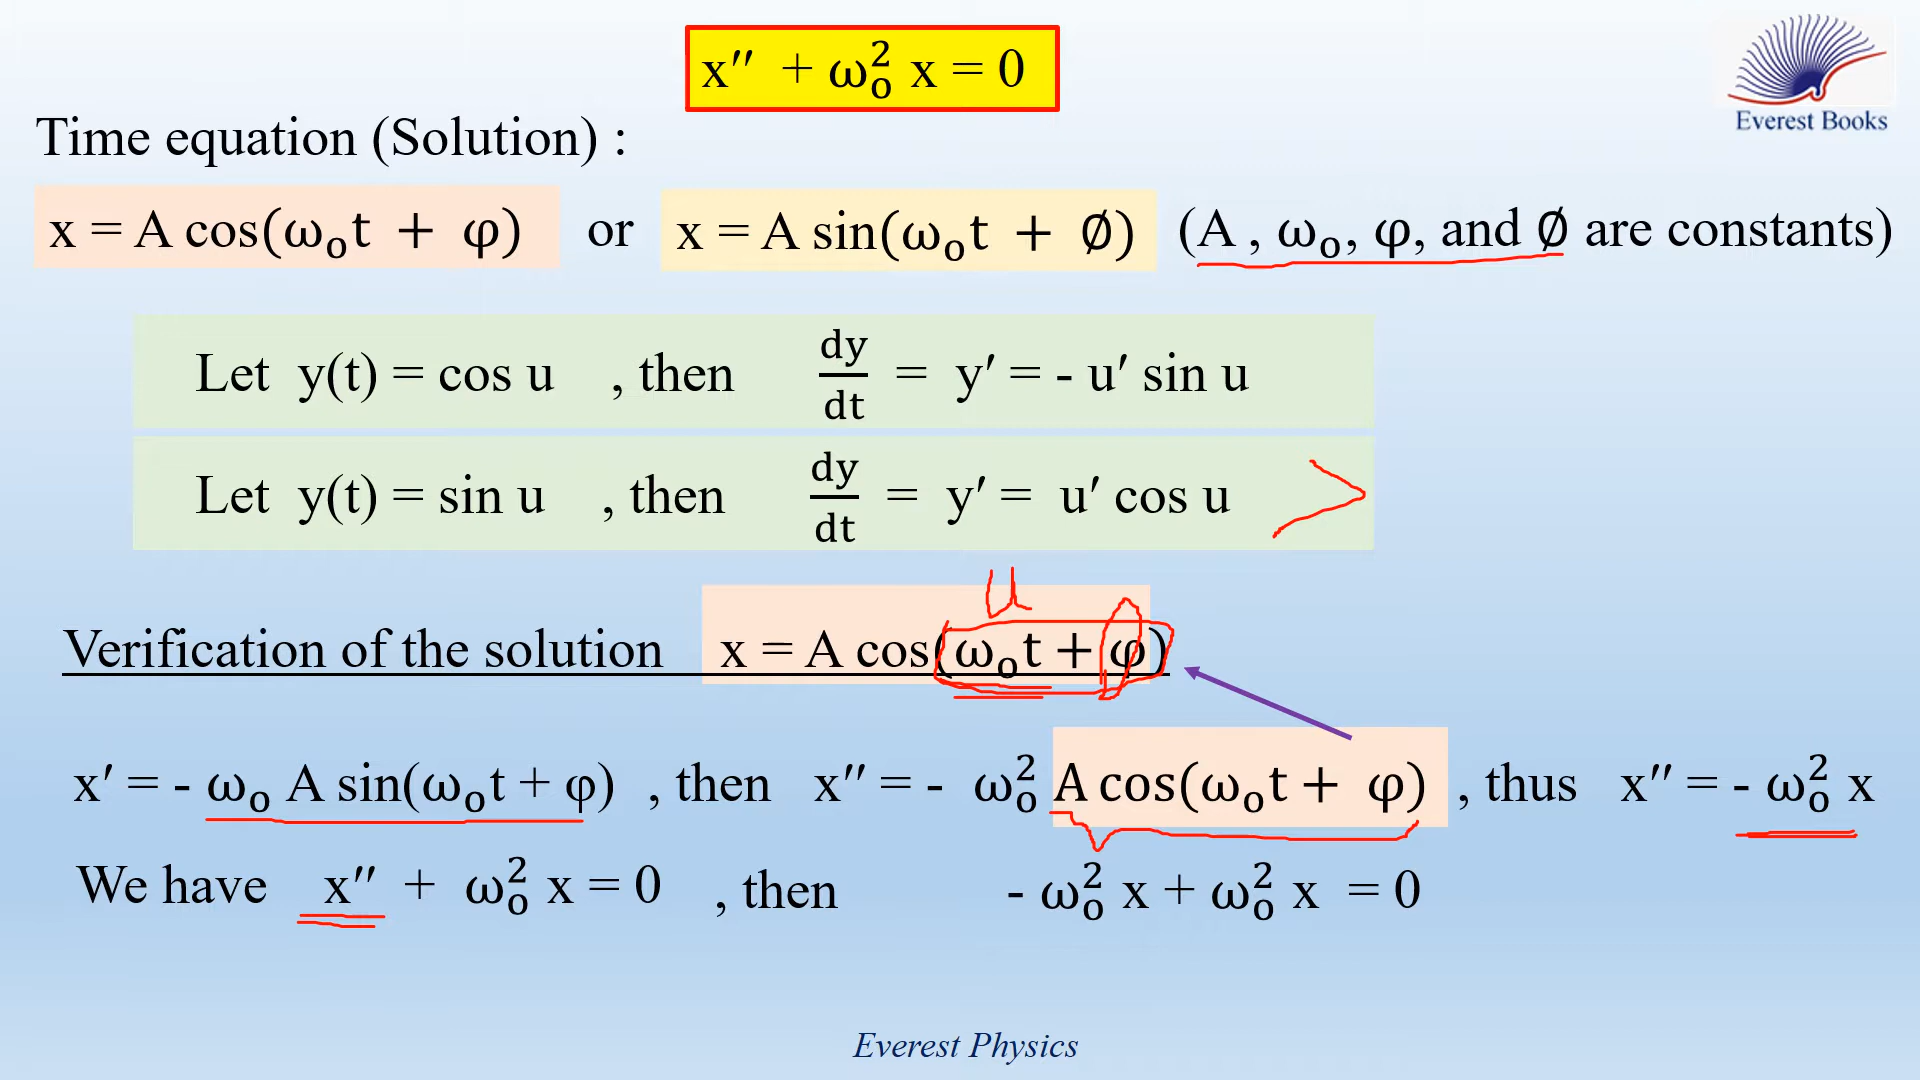 x″ + ω₀² x = 0
Everest Books
Time equation (Solution) :
x = A cos(ω₀t + φ) or x = A sin(ω₀t + ∅) (A , ω₀, φ, and ∅ are constants)
Let y(t) = cos u , then dy/dt = y′ = - u′ sin u
Let y(t) = sin u , then dy/dt = y′ = u′ cos u
u
Verification of the solution x = A cos(ω₀t + φ)
x′ = - ω₀ A sin(ω₀t + φ) , then x″ = - ω₀² A cos(ω₀t + φ) , thus x″ = - ω₀² x
We have x″ + ω₀² x = 0 , then - ω₀² x + ω₀² x = 0
Everest Physics